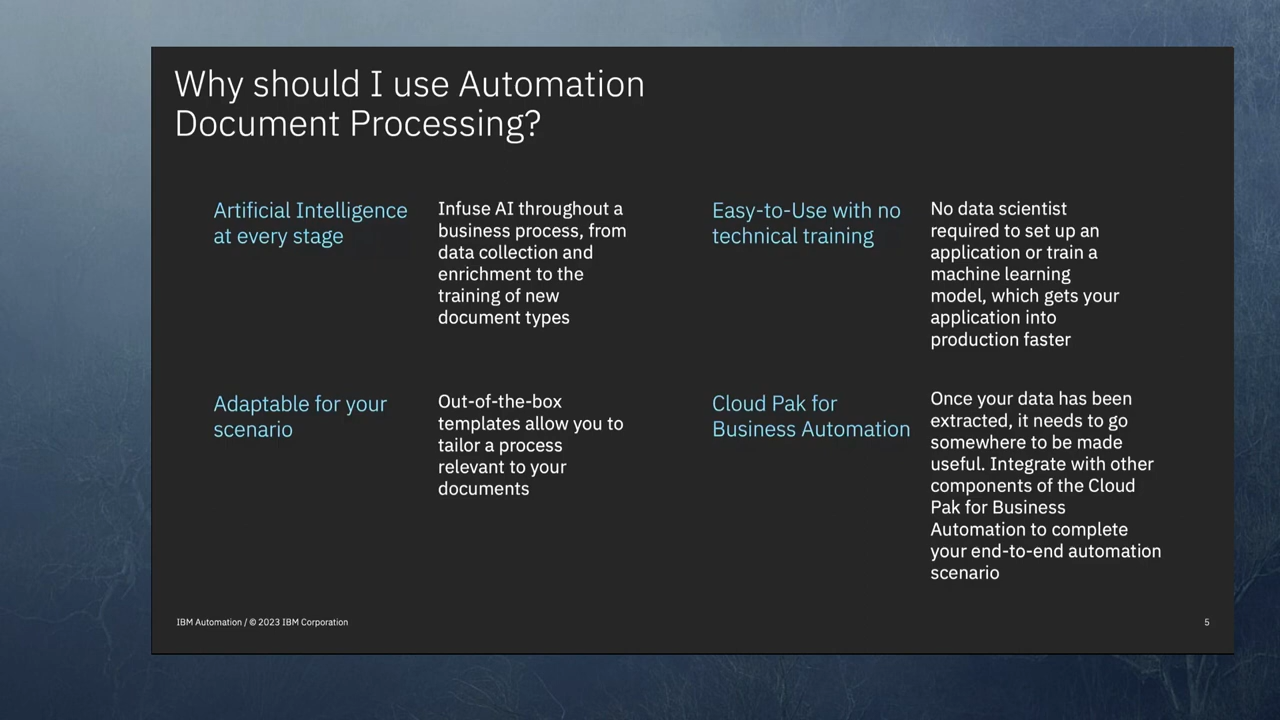 Why should I use Automation
Document Processing?
Artificial Intelligence
at every stage
Infuse AI throughout a
business process, from
data collection and
enrichment to the
training of new
document types
Easy-to-Use with no
technical training
No data scientist
required to set up an
application or train a
machine learning
model, which gets your
application into
production faster
Adaptable for your
scenario
Out-of-the-box
templates allow you to
tailor a process
relevant to your
documents
Cloud Pak for
Business Automation
Once your data has been
extracted, it needs to go
somewhere to be made
useful. Integrate with other
components of the Cloud
Pak for Business
Automation to complete
your end-to-end automation
scenario
IBM Automation / © 2023 IBM Corporation
5